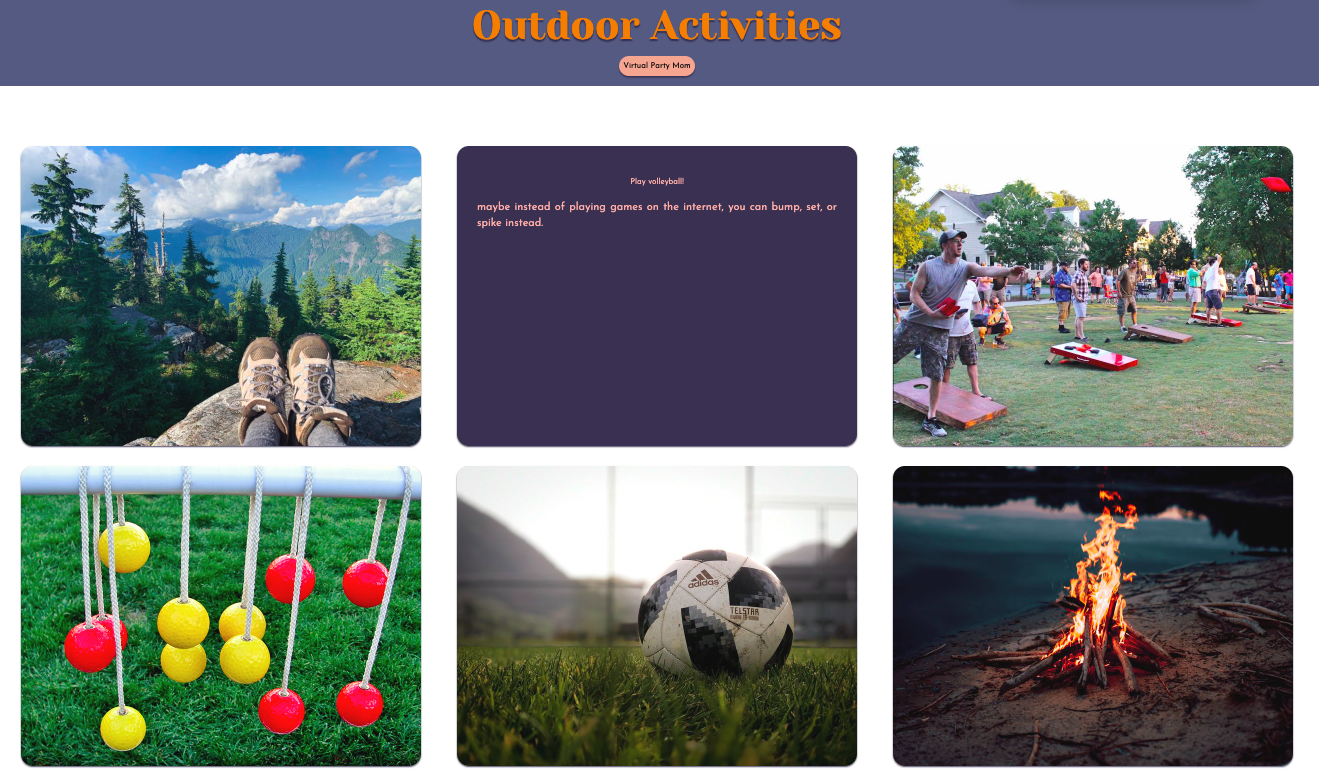 Outdoor Activities
Virtual Party Mom
Play volleyball!
maybe instead of playing games on the internet, you can bump, set, or
spike instead.
adidas
TELSTAR